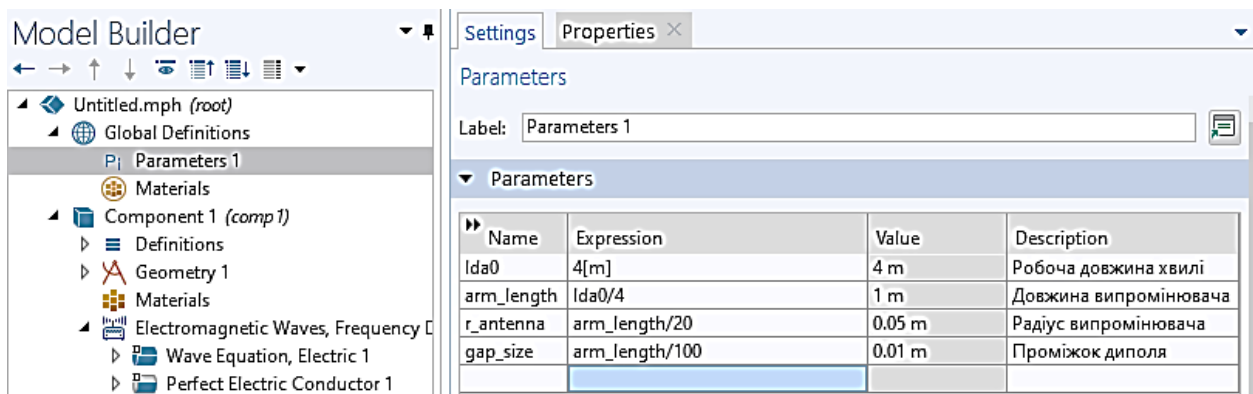 Model Builder
Settings Properties
Parameters
Untitled.mph (root)
Label: Parameters 1
Global Definitions
Pi Parameters 1
Materials
Parameters
Component 1 (comp1)
Definitions
Geometry 1
Materials
Electromagnetic Waves, Frequency D
Wave Equation, Electric 1
Perfect Electric Conductor 1
Name Expression Value Description
lda0 4[m] 4 m Робоча довжина хвилі
arm_length lda0/4 1 m Довжина випромінювача
r_antenna arm_length/20 0.05 m Радіус випромінювача
gap_size arm_length/100 0.01 m Проміжок диполя